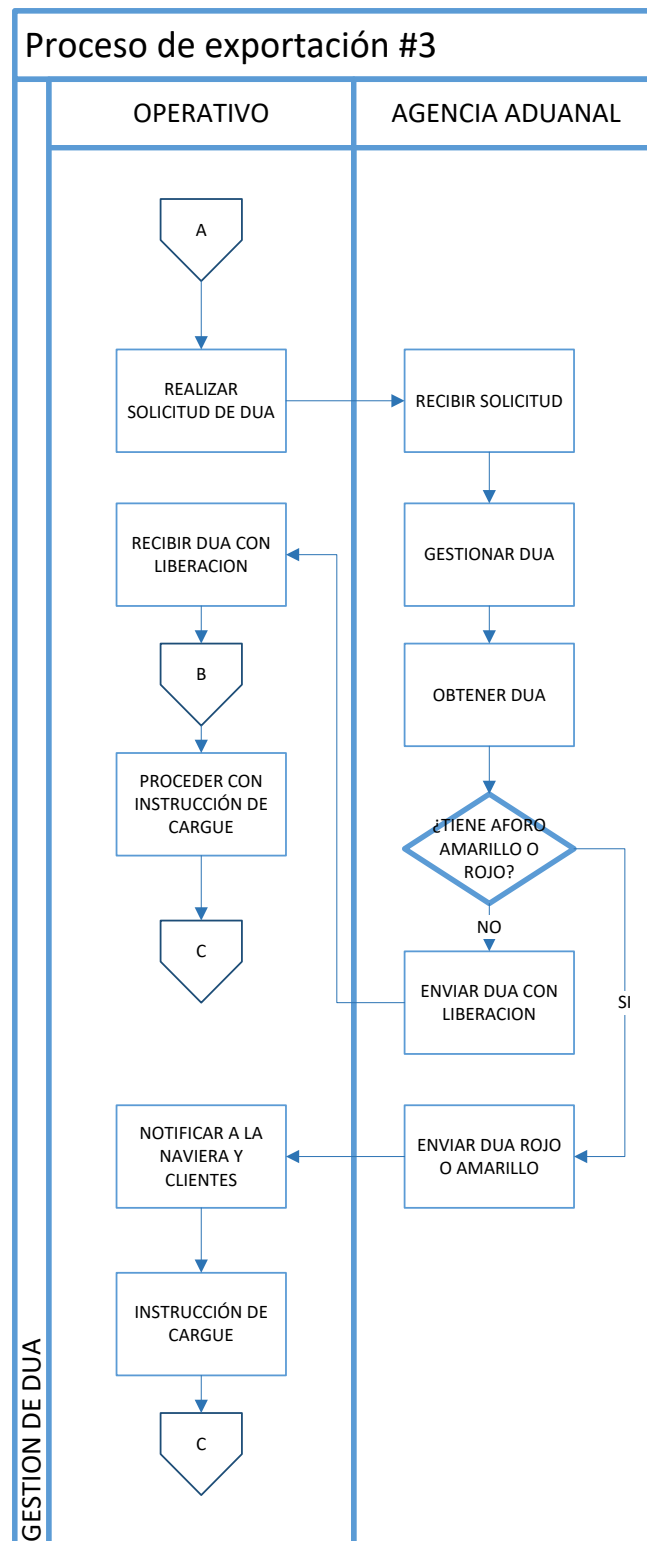 Proceso de exportación #3
OPERATIVO
AGENCIA ADUANAL
A
REALIZAR
SOLICITUD DE DUA
RECIBIR SOLICITUD
RECIBIR DUA CON
LIBERACION
GESTIONAR DUA
B
OBTENER DUA
PROCEDER CON
INSTRUCCIÓN DE
CARGUE
¿TIENE AFORO
AMARILLO O
ROJO?
NO
C
ENVIAR DUA CON
LIBERACION
SI
NOTIFICAR A LA
NAVIERA Y
CLIENTES
ENVIAR DUA ROJO
O AMARILLO
INSTRUCCIÓN DE
CARGUE
C
GESTION DE DUA